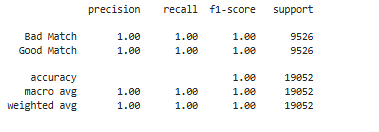 precision recall f1-score support
Bad Match 1.00 1.00 1.00 9526
Good Match 1.00 1.00 1.00 9526
accuracy 1.00 19052
macro avg 1.00 1.00 1.00 19052
weighted avg 1.00 1.00 1.00 19052